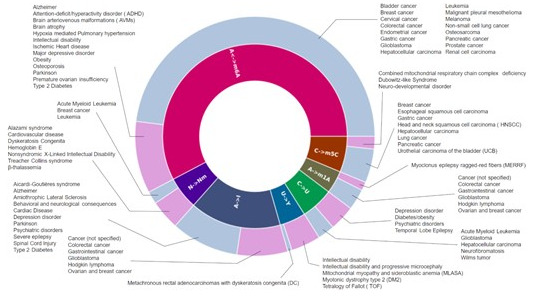 Alzheimer
Attention-deficit/hyperactivity disorder ( ADHD)
Brain arteriovenous malformations ( AVMs)
Brain atrophy
Hypoxia mediated Pulmonary hypertension
Intellectual disability
Ischemic Heart disease
Major depressive disorder
Obesity
Osteoporosis
Parkinson
Premature ovarian insufficiency
Type 2 Diabetes
Bladder cancer
Breast cancer
Cervical cancer
Colorectal cancer
Endometrial cancer
Gastric cancer
Glioblastoma
Hepatocellular carcinoma
Leukemia
Malignant pleural mesothelioma
Melanoma
Non-small cell lung cancer
Osteosarcoma
Pancreatic cancer
Prostate cancer
Renal cell carcinoma
Combined mitochondrial respiratory chain complex deficiency
Dubowitz-like Syndrome
Neuro-developmental disorder
Acute Myeloid Leukemia
Breast cancer
Leukemia
Breast cancer
Esophageal squamous cell carcinoma
Gastric cancer
Head and neck squamous cell carcinoma ( HNSCC)
Hepatocellular carcinoma
Lung cancer
Pancreatic cancer
Urothelial carcinoma of the bladder (UCB)
Alazami syndrome
Cardiovascular disease
Dyskeratosis Congenita
Hemoglobin E
Nonsyndromic X-Linked Intellectual Disability
Treacher Collins syndrome
β-thalassemia
Myoclonus epilepsy ragged-red fibers (MERRF)
Cancer (not specified)
Colorectal cancer
Gastrointestinal cancer
Glioblastoma
Hodgkin lymphoma
Ovarian and breast cancer
Aicardi-Goutières syndrome
Alzheimer
Amiothrophic Lateral Sclerosis
Behavioral and neurological consequences
Cardiac Disease
Depression disorder
Parkinson
Psychiatric disorders
Severe epilepsy
Spinal Cord Injury
Type 2 Diabetes
Cancer (not specified)
Colorectal cancer
Gastrointestinal cancer
Glioblastoma
Hodgkin lymphoma
Ovarian and breast cancer
Depression disorder
Diabetes/obesity
Psychiatric disorders
Temporal Lobe Epilepsy
Acute Myeloid Leukemia
Glioblastoma
Hepatocellular carcinoma
Neurofibromatosis
Wilms tumor
Intellectual disability
Intellectual disability and progressive microcephaly
Mitochondrial myopathy and sideroblastic anemia (MLASA)
Myotonic dystrophy type 2 (DM2)
Tetralogy of Fallot ( TOF)
Metachronous rectal adenocarcinomas with dyskeratosis congenita (DC)
A<->m6A
C->m5C
A->m1A
C->U
U->Y
A->I
N->Nm